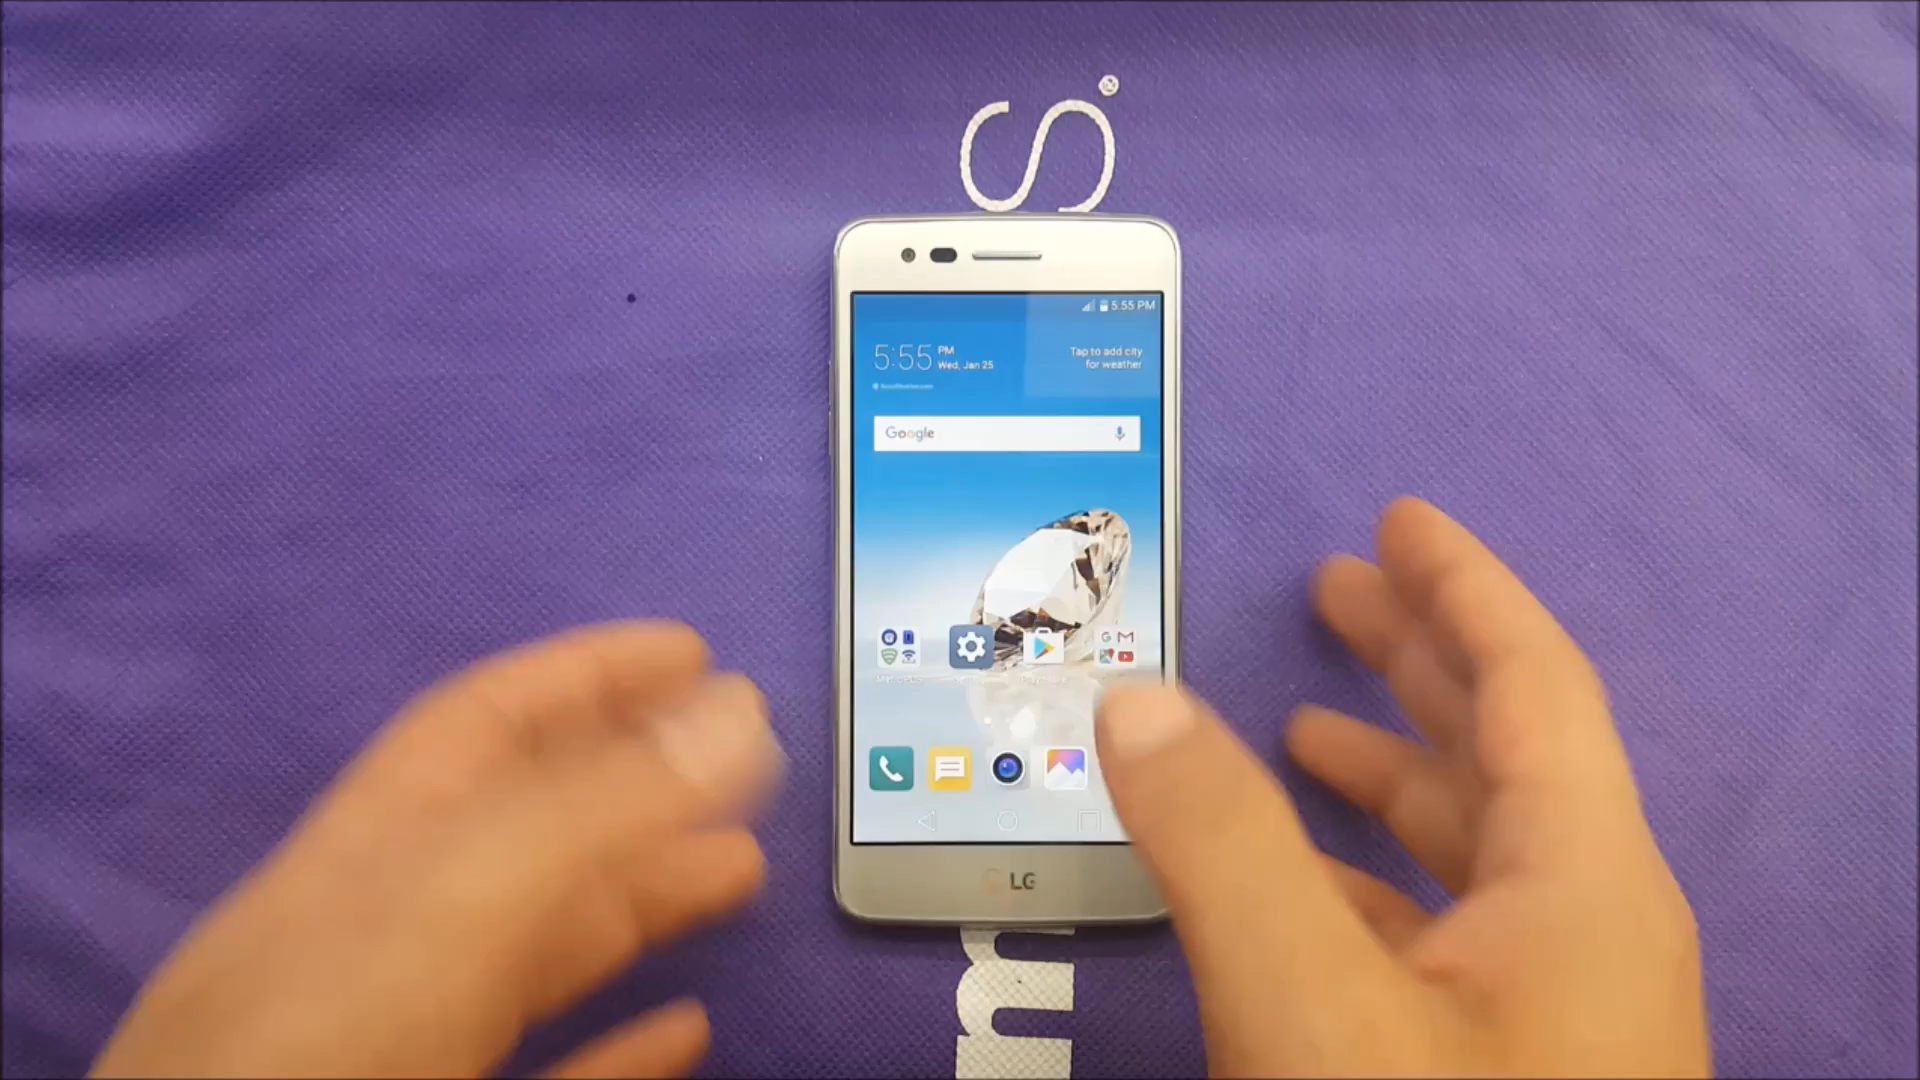 S
5:55 PM
5:55 PM
Wed, Jan 25
Tap to add city
for weather
Google
G M
LG
m